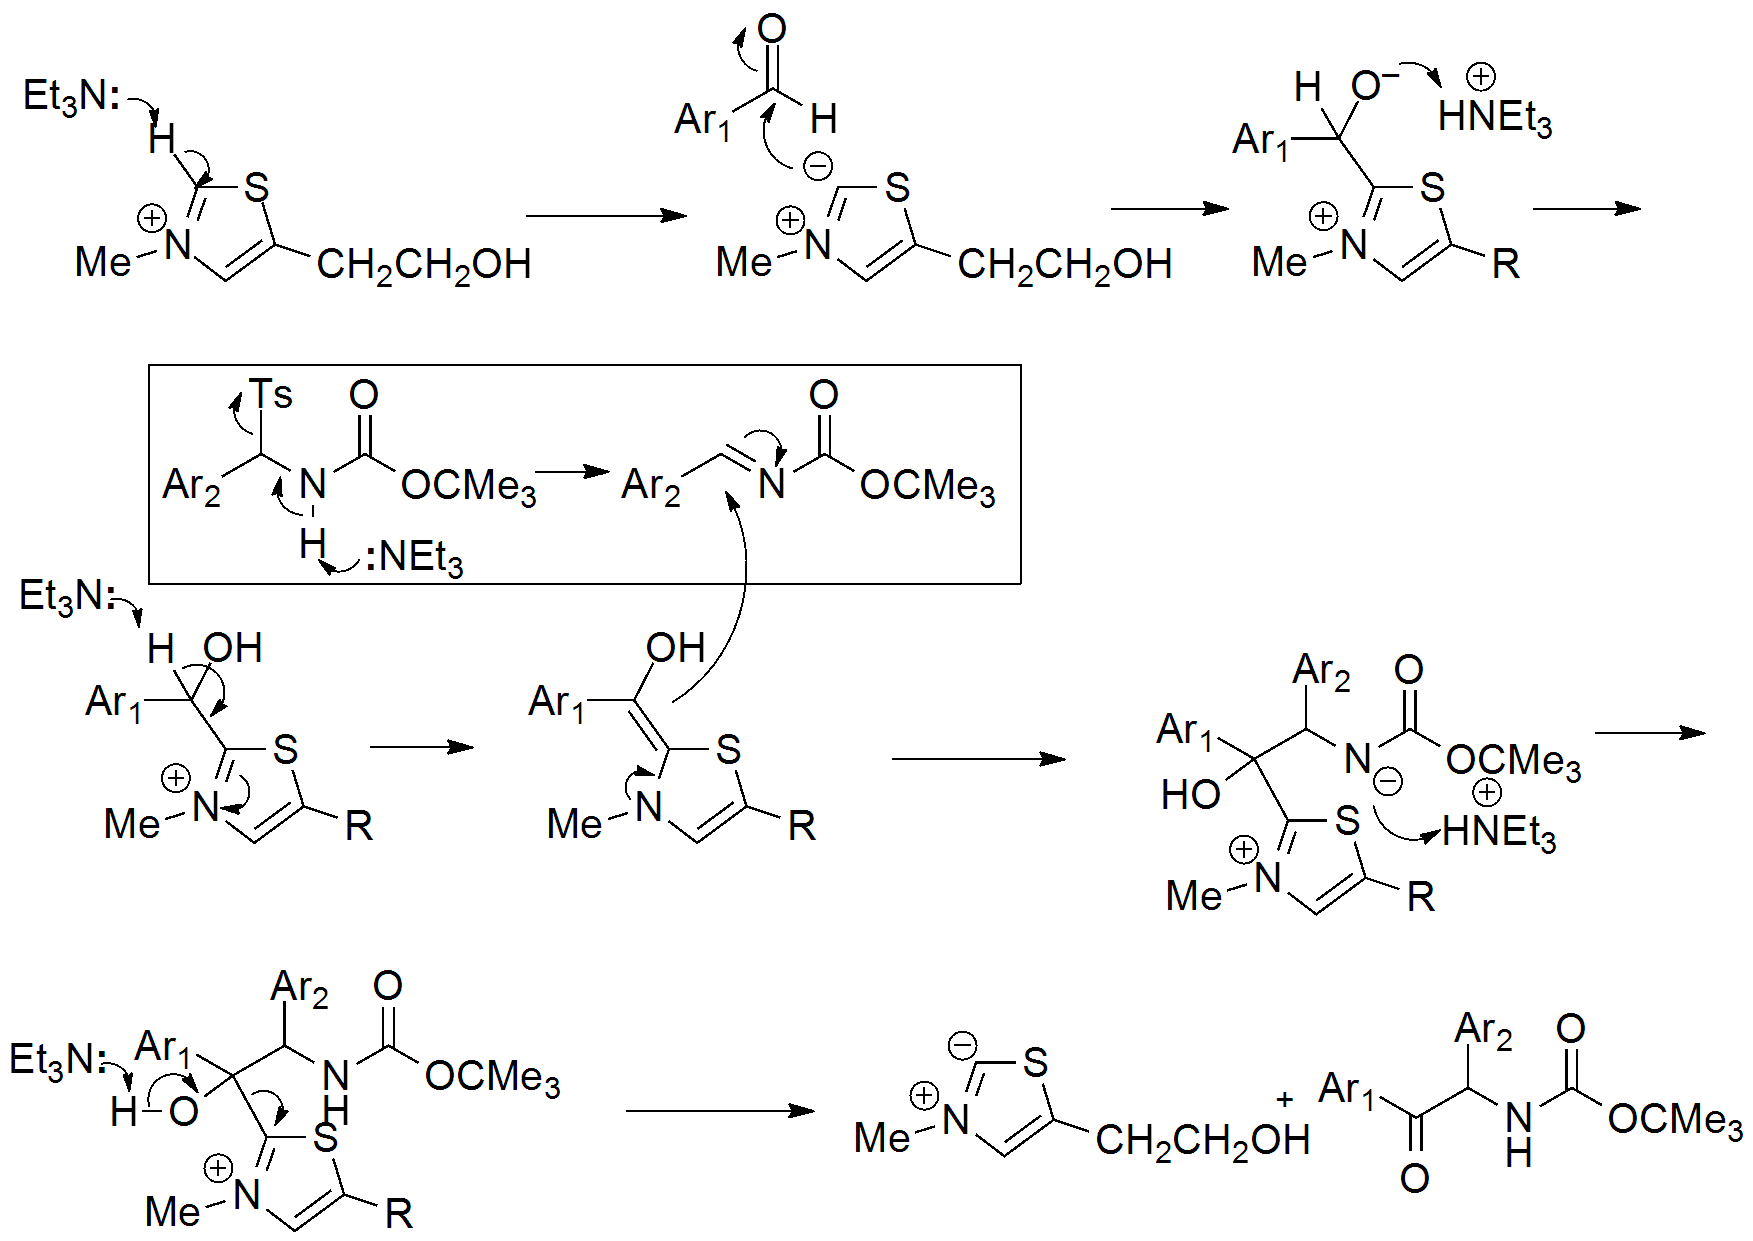 Et3N:
H
S
⊕
N
Me
CH2CH2OH
O
Ar1
H
⊖
S
⊕
N
Me
CH2CH2OH
H
O–
⊕
HNEt3
Ar1
S
⊕
N
Me
R
Ts
O
Ar2
N
OCMe3
H
:NEt3
O
Ar2
N
OCMe3
Et3N:
H
OH
Ar1
S
⊕
N
Me
R
OH
Ar1
S
N
Me
R
Ar2
O
Ar1
N
OCMe3
⊖
⊕
HO
HNEt3
S
⊕
N
Me
R
Ar2
O
Et3N:
Ar1
N
H
OCMe3
H
O
S
⊕
N
Me
R
⊖
S
⊕
N
Me
CH2CH2OH
+
Ar2
O
Ar1
N
H
OCMe3
O